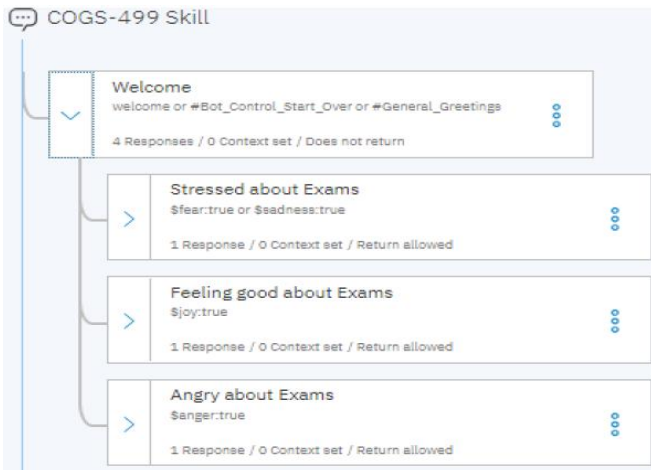 COGS-499 Skill
Welcome
welcome or #Bot_Control_Start_Over or #General_Greetings
4 Responses / 0 Context set / Does not return
Stressed about Exams
$fear:true or $sadness:true
1 Response / 0 Context set / Return allowed
Feeling good about Exams
$joy:true
1 Response / 0 Context set / Return allowed
Angry about Exams
$anger:true
1 Response / 0 Context set / Return allowed